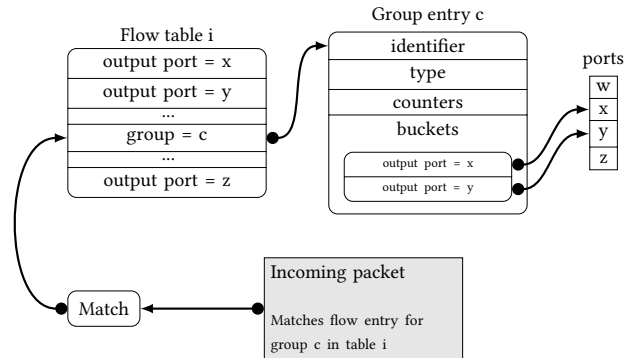 Flow table i
output port = x
output port = y
...
group = c
...
output port = z
Group entry c
identifier
type
counters
buckets
output port = x
output port = y
ports
w
x
y
z
Match
Incoming packet
Matches flow entry for
group c in table i